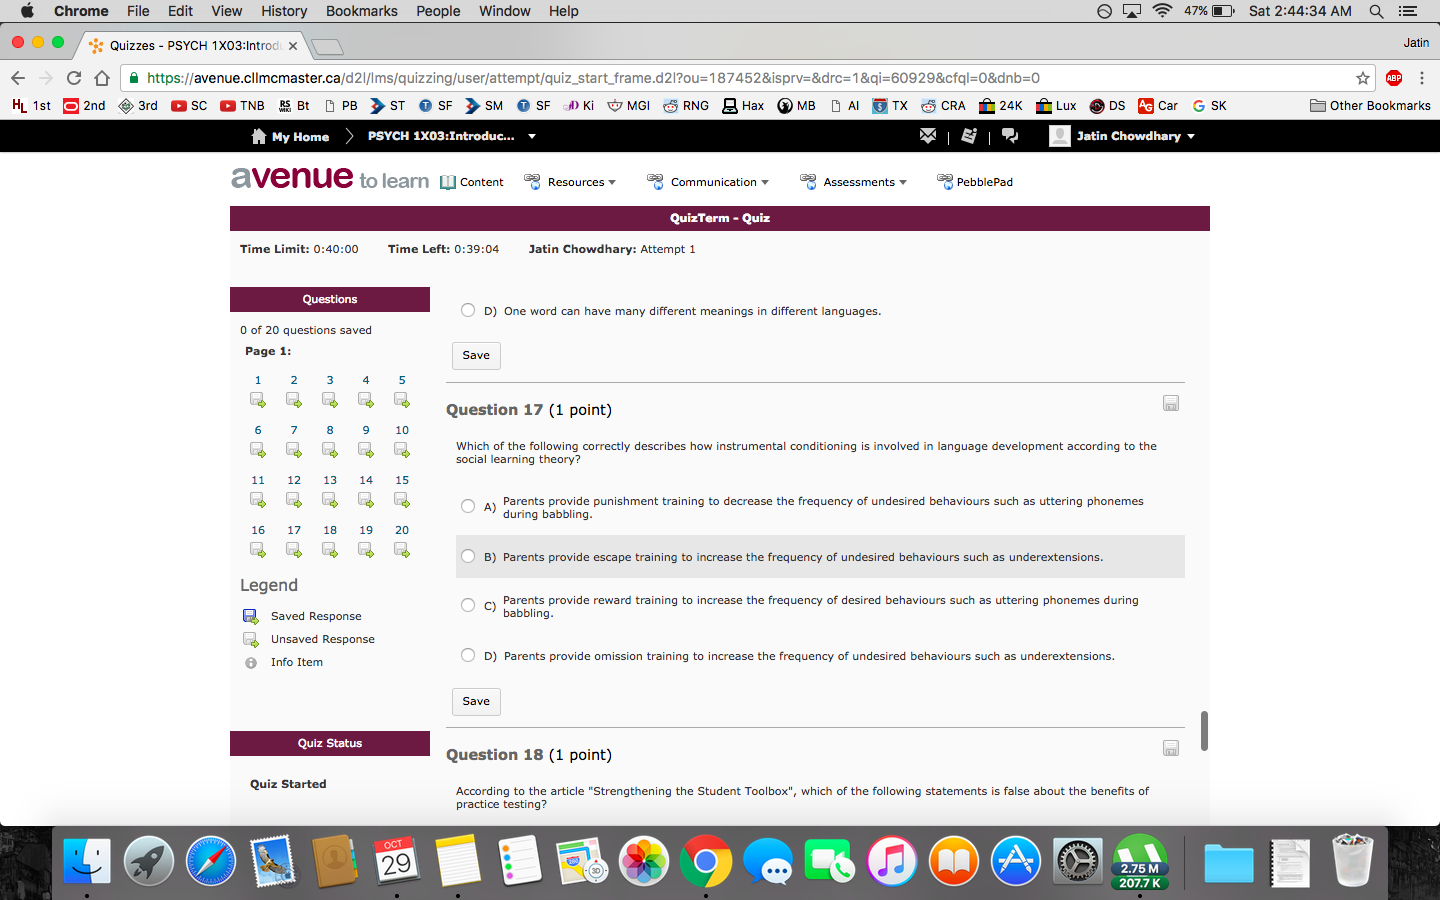 Chrome File Edit View History Bookmarks People Window Help 47% Sat 2:44:34 AM
Quizzes - PSYCH 1X03:Introdu Jatin
https://avenue.cllmcmaster.ca/d2l/lms/quizzing/user/attempt/quiz_start_frame.d2l?ou=187452&isprv=&drc=1&qi=60929&cfql=0&dnb=0 ABP
HL 1st 2nd 3rd SC TNB RS WIKI Bt PB ST T SF SM T SF Ki MGI RNG Hax MB AI TX CRA 24K Lux DS AG Car G SK Other Bookmarks
My Home PSYCH 1X03:Introduc... Jatin Chowdhary
avenue to learn Content Resources Communication Assessments PebblePad
QuizTerm - Quiz
Time Limit: 0:40:00 Time Left: 0:39:04 Jatin Chowdhary: Attempt 1
Questions
0 of 20 questions saved
Page 1:
1 2 3 4 5
6 7 8 9 10
11 12 13 14 15
16 17 18 19 20
Legend
Saved Response
Unsaved Response
Info Item
Quiz Status
Quiz Started
D) One word can have many different meanings in different languages.
Save
Question 17 (1 point)
Which of the following correctly describes how instrumental conditioning is involved in language development according to the
social learning theory?
A) Parents provide punishment training to decrease the frequency of undesired behaviours such as uttering phonemes
during babbling.
B) Parents provide escape training to increase the frequency of undesired behaviours such as underextensions.
C) Parents provide reward training to increase the frequency of desired behaviours such as uttering phonemes during
babbling.
D) Parents provide omission training to increase the frequency of undesired behaviours such as underextensions.
Save
Question 18 (1 point)
According to the article "Strengthening the Student Toolbox", which of the following statements is false about the benefits of
practice testing?
OCT
29
3D
2.75 M
207.7 K